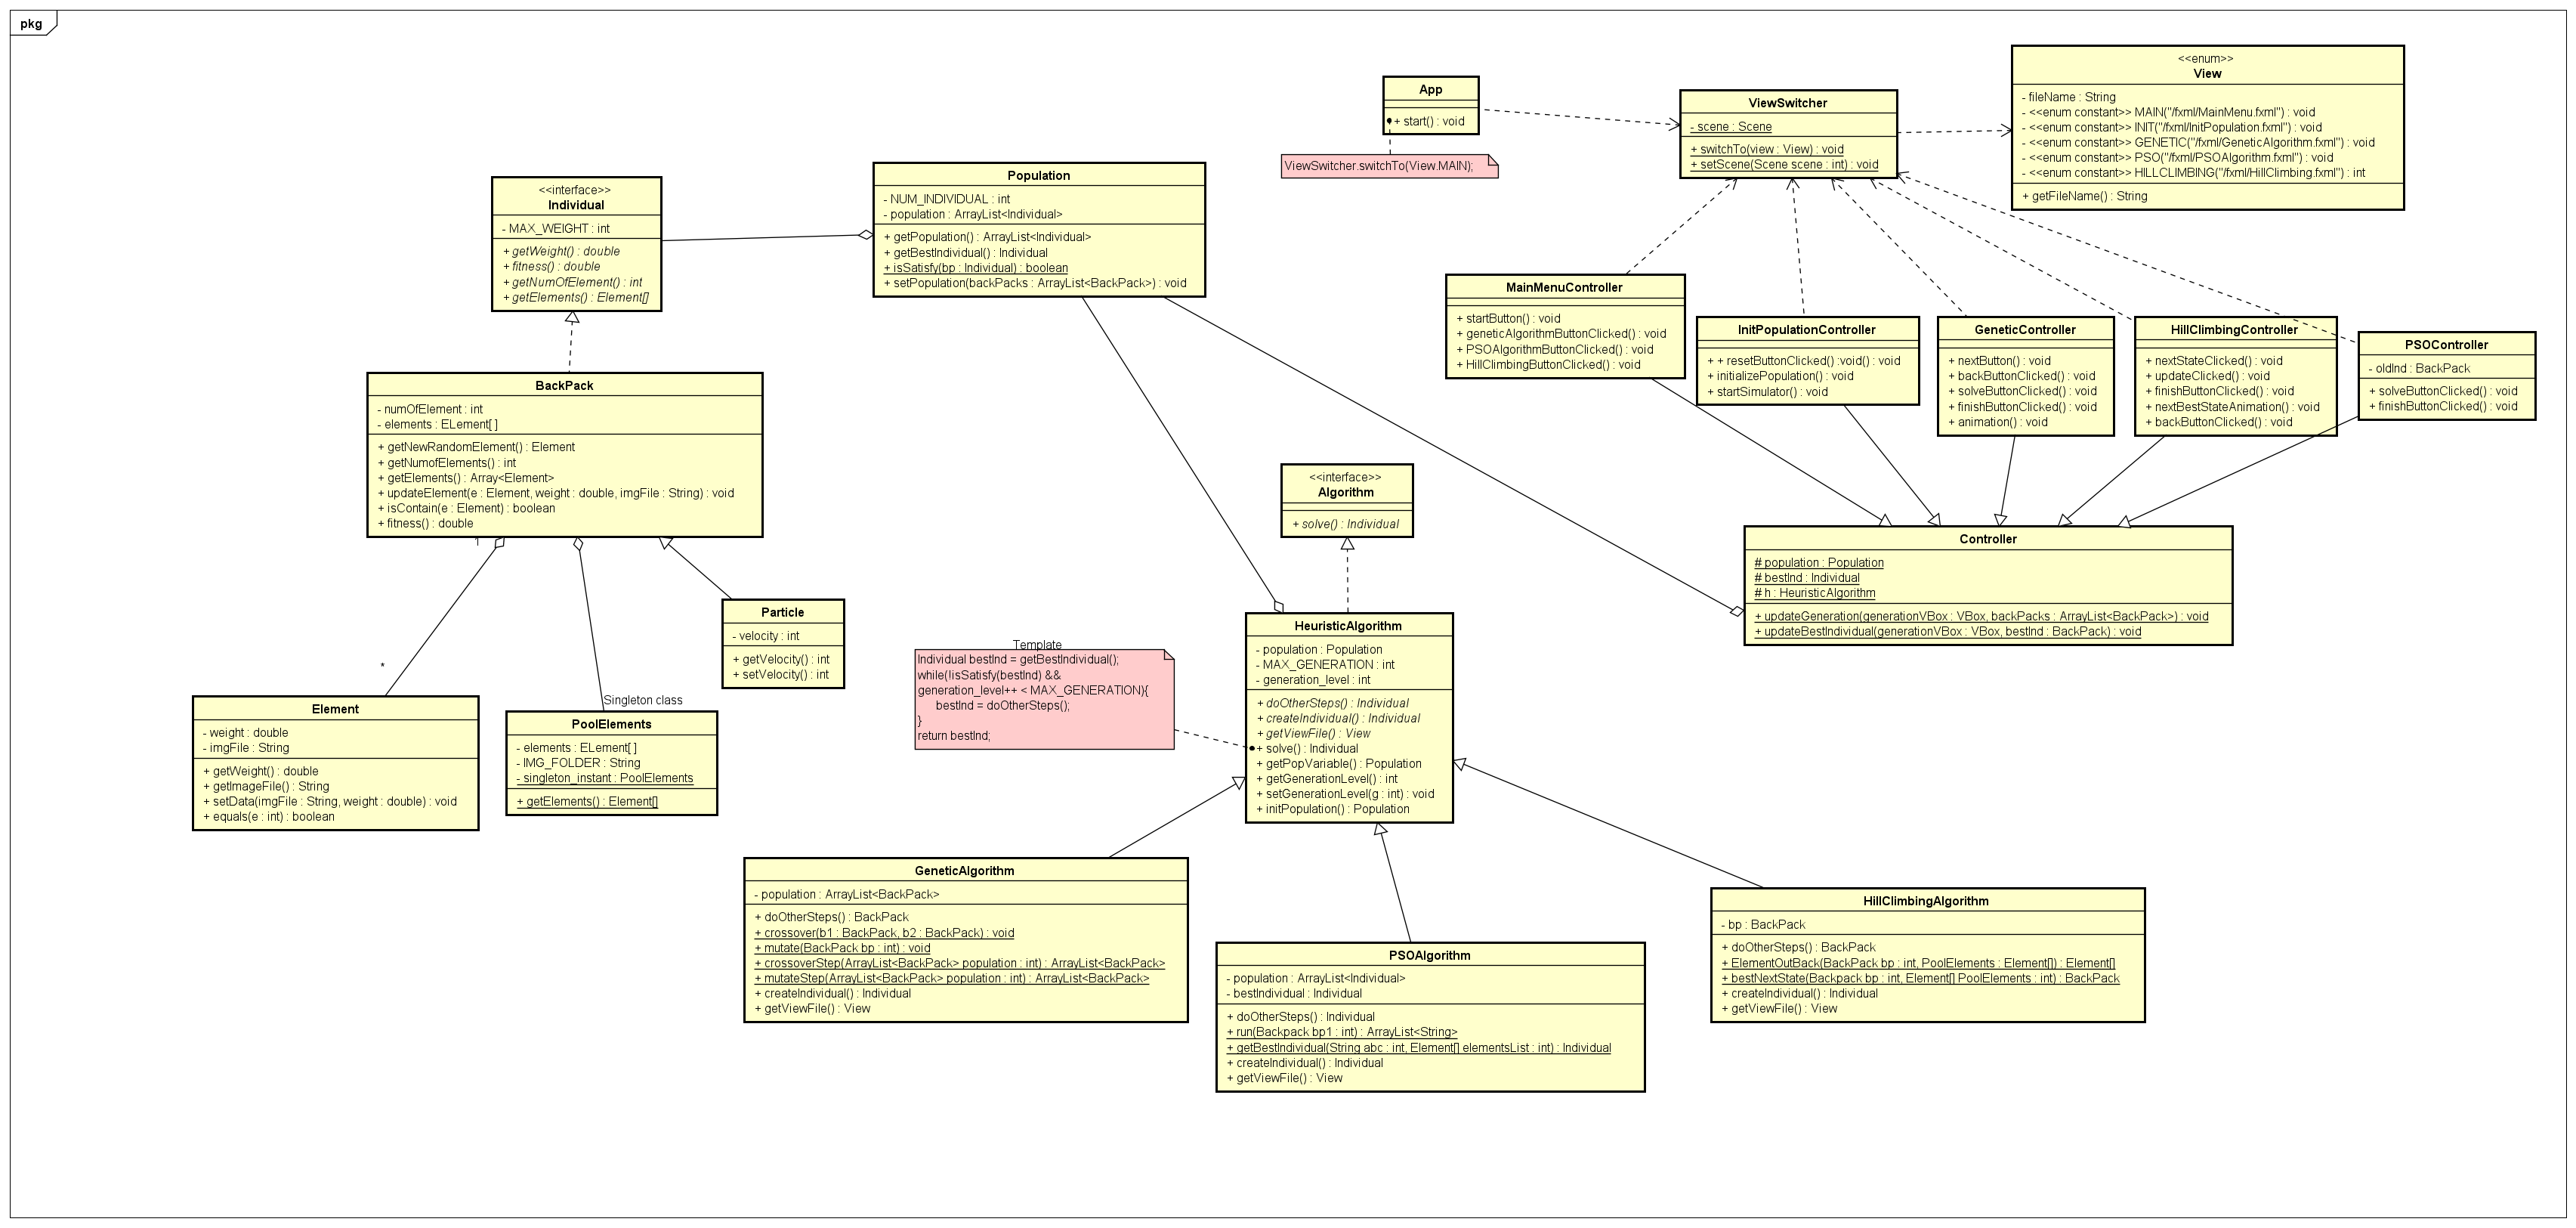 pkg
<<interface>>
Individual
- MAX_WEIGHT : int
+ getWeight() : double
+ fitness() : double
+ getNumOfElement() : int
+ getElements() : Element[]
Population
- NUM_INDIVIDUAL : int
- population : ArrayList<Individual>
+ getPopulation() : ArrayList<Individual>
+ getBestIndividual() : Individual
+ isSatisfy(bp : Individual) : boolean
+ setPopulation(backPacks : ArrayList<BackPack>) : void
App
+ start() : void
ViewSwitcher.switchTo(View.MAIN);
ViewSwitcher
- scene : Scene
+ switchTo(view : View) : void
+ setScene(Scene scene : int) : void
<<enum>>
View
- fileName : String
- <<enum constant>> MAIN("/fxml/MainMenu.fxml") : void
- <<enum constant>> INIT("/fxml/InitPopulation.fxml") : void
- <<enum constant>> GENETIC("/fxml/GeneticAlgorithm.fxml") : void
- <<enum constant>> PSO("/fxml/PSOAlgorithm.fxml") : void
- <<enum constant>> HILLCLIMBING("/fxml/HillClimbing.fxml") : int
+ getFileName() : String
MainMenuController
+ startButton() : void
+ geneticAlgorithmButtonClicked() : void
+ PSOAlgorithmButtonClicked() : void
+ HillClimbingButtonClicked() : void
InitPopulationController
+ + resetButtonClicked() :void() : void
+ initializePopulation() : void
+ startSimulator() : void
GeneticController
+ nextButton() : void
+ backButtonClicked() : void
+ solveButtonClicked() : void
+ finishButtonClicked() : void
+ animation() : void
HillClimbingController
+ nextStateClicked() : void
+ updateClicked() : void
+ finishButtonClicked() : void
+ nextBestStateAnimation() : void
+ backButtonClicked() : void
PSOController
- oldInd : BackPack
+ solveButtonClicked() : void
+ finishButtonClicked() : void
BackPack
- numOfElement : int
- elements : ELement[ ]
+ getNewRandomElement() : Element
+ getNumofElements() : int
+ getElements() : Array<Element>
+ updateElement(e : Element, weight : double, imgFile : String) : void
+ isContain(e : Element) : boolean
+ fitness() : double
1
*
<<interface>>
Algorithm
+ solve() : Individual
Controller
# population : Population
# bestInd : Individual
# h : HeuristicAlgorithm
+ updateGeneration(generationVBox : VBox, backPacks : ArrayList<BackPack>) : void
+ updateBestIndividual(generationVBox : VBox, bestInd : BackPack) : void
Particle
- velocity : int
+ getVelocity() : int
+ setVelocity() : int
Template
Individual bestInd = getBestIndividual();
while(!isSatisfy(bestInd) &&
generation_level++ < MAX_GENERATION){
bestInd = doOtherSteps();
}
return bestInd;
HeuristicAlgorithm
- population : Population
- MAX_GENERATION : int
- generation_level : int
+ doOtherSteps() : Individual
+ createIndividual() : Individual
+ getViewFile() : View
+ solve() : Individual
+ getPopVariable() : Population
+ getGenerationLevel() : int
+ setGenerationLevel(g : int) : void
+ initPopulation() : Population
Element
- weight : double
- imgFile : String
+ getWeight() : double
+ getImageFile() : String
+ setData(imgFile : String, weight : double) : void
+ equals(e : int) : boolean
Singleton class
PoolElements
- elements : ELement[ ]
- IMG_FOLDER : String
- singleton_instant : PoolElements
+ getElements() : Element[]
GeneticAlgorithm
- population : ArrayList<BackPack>
+ doOtherSteps() : BackPack
+ crossover(b1 : BackPack, b2 : BackPack) : void
+ mutate(BackPack bp : int) : void
+ crossoverStep(ArrayList<BackPack> population : int) : ArrayList<BackPack>
+ mutateStep(ArrayList<BackPack> population : int) : ArrayList<BackPack>
+ createIndividual() : Individual
+ getViewFile() : View
PSOAlgorithm
- population : ArrayList<Individual>
- bestIndividual : Individual
+ doOtherSteps() : Individual
+ run(Backpack bp1 : int) : ArrayList<String>
+ getBestIndividual(String abc : int, Element[] elementsList : int) : Individual
+ createIndividual() : Individual
+ getViewFile() : View
HillClimbingAlgorithm
- bp : BackPack
+ doOtherSteps() : BackPack
+ ElementOutBack(BackPack bp : int, PoolElements : Element[]) : Element[]
+ bestNextState(Backpack bp : int, Element[] PoolElements : int) : BackPack
+ createIndividual() : Individual
+ getViewFile() : View